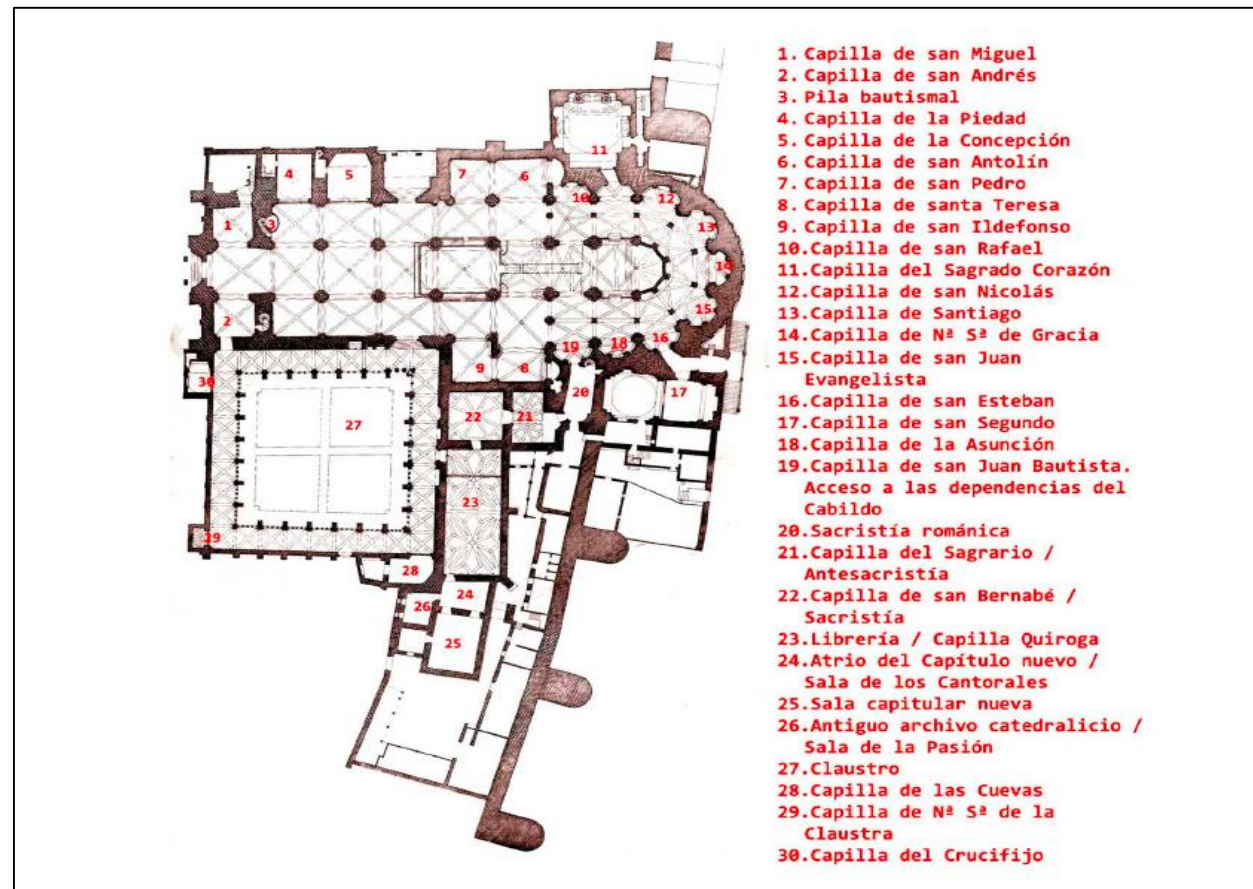 1. Capilla de san Miguel
2. Capilla de san Andrés
3. Pila bautismal
4. Capilla de la Piedad
5. Capilla de la Concepción
6. Capilla de san Antolín
7. Capilla de san Pedro
8. Capilla de santa Teresa
9. Capilla de san Ildefonso
10.Capilla de san Rafael
11.Capilla del Sagrado Corazón
12.Capilla de san Nicolás
13.Capilla de Santiago
14.Capilla de Nª Sª de Gracia
15.Capilla de san Juan
Evangelista
16.Capilla de san Esteban
17.Capilla de san Segundo
18.Capilla de la Asunción
19.Capilla de san Juan Bautista.
Acceso a las dependencias del
Cabildo
20.Sacristía románica
21.Capilla del Sagrario /
Antesacristía
22.Capilla de san Bernabé /
Sacristía
23.Librería / Capilla Quiroga
24.Atrio del Capítulo nuevo /
Sala de los Cantorales
25.Sala capitular nueva
26.Antiguo archivo catedralicio /
Sala de la Pasión
27.Claustro
28.Capilla de las Cuevas
29.Capilla de Nª Sª de la
Claustra
30.Capilla del Crucifijo
11
4
5
7
6
10
12
1
3
13
14
15
2
19
18
16
9
8
30
20
17
27
22
21
23
29
28
26
24
25